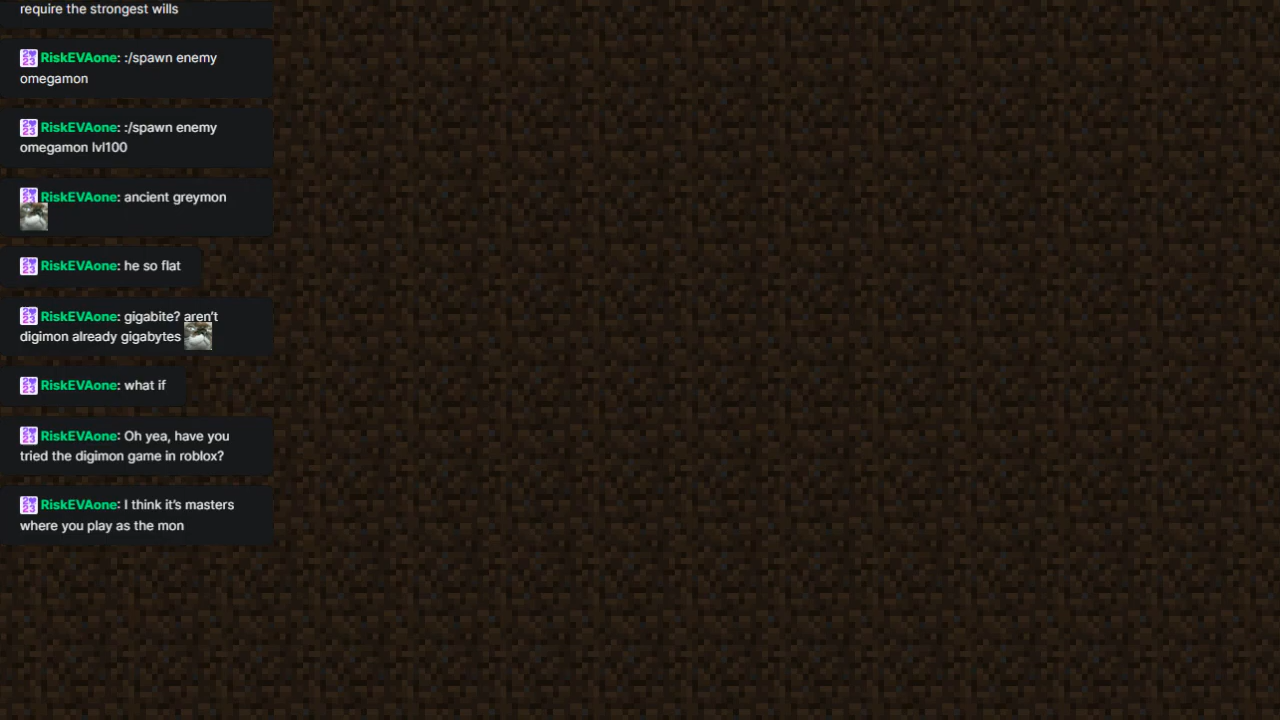 require the strongest wills
RiskEVAone: :/spawn enemy
omegamon
RiskEVAone: :/spawn enemy
omegamon lvl100
RiskEVAone: ancient greymon
RiskEVAone: he so flat
RiskEVAone: gigabite? aren't
digimon already gigabytes
RiskEVAone: what if
RiskEVAone: Oh yea, have you
tried the digimon game in roblox?
RiskEVAone: I think it's masters
where you play as the mon